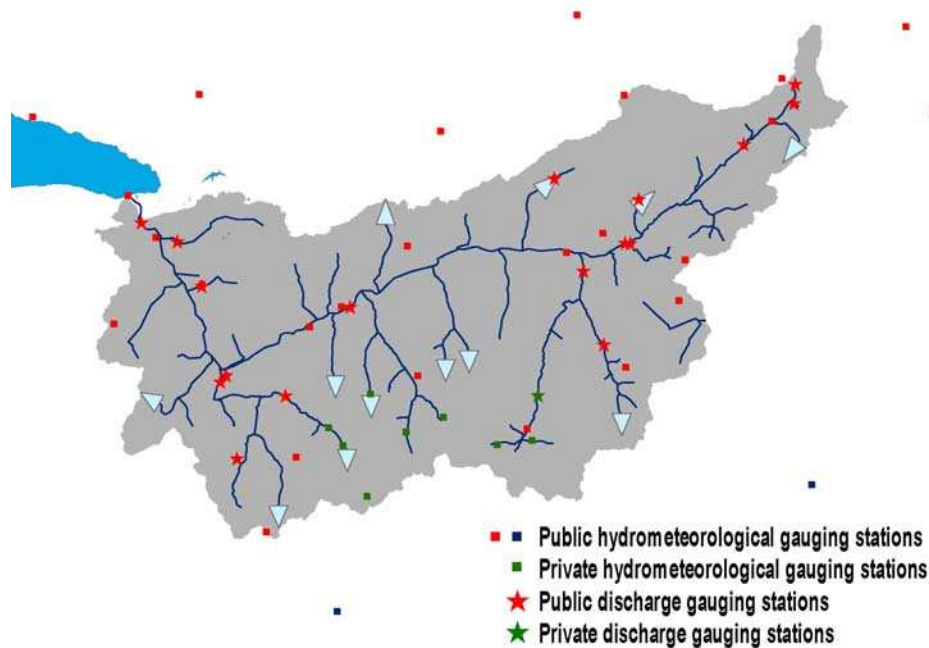 Public hydrometeorological gauging stations
Private hydrometeorological gauging stations
Public discharge gauging stations
Private discharge gauging stations